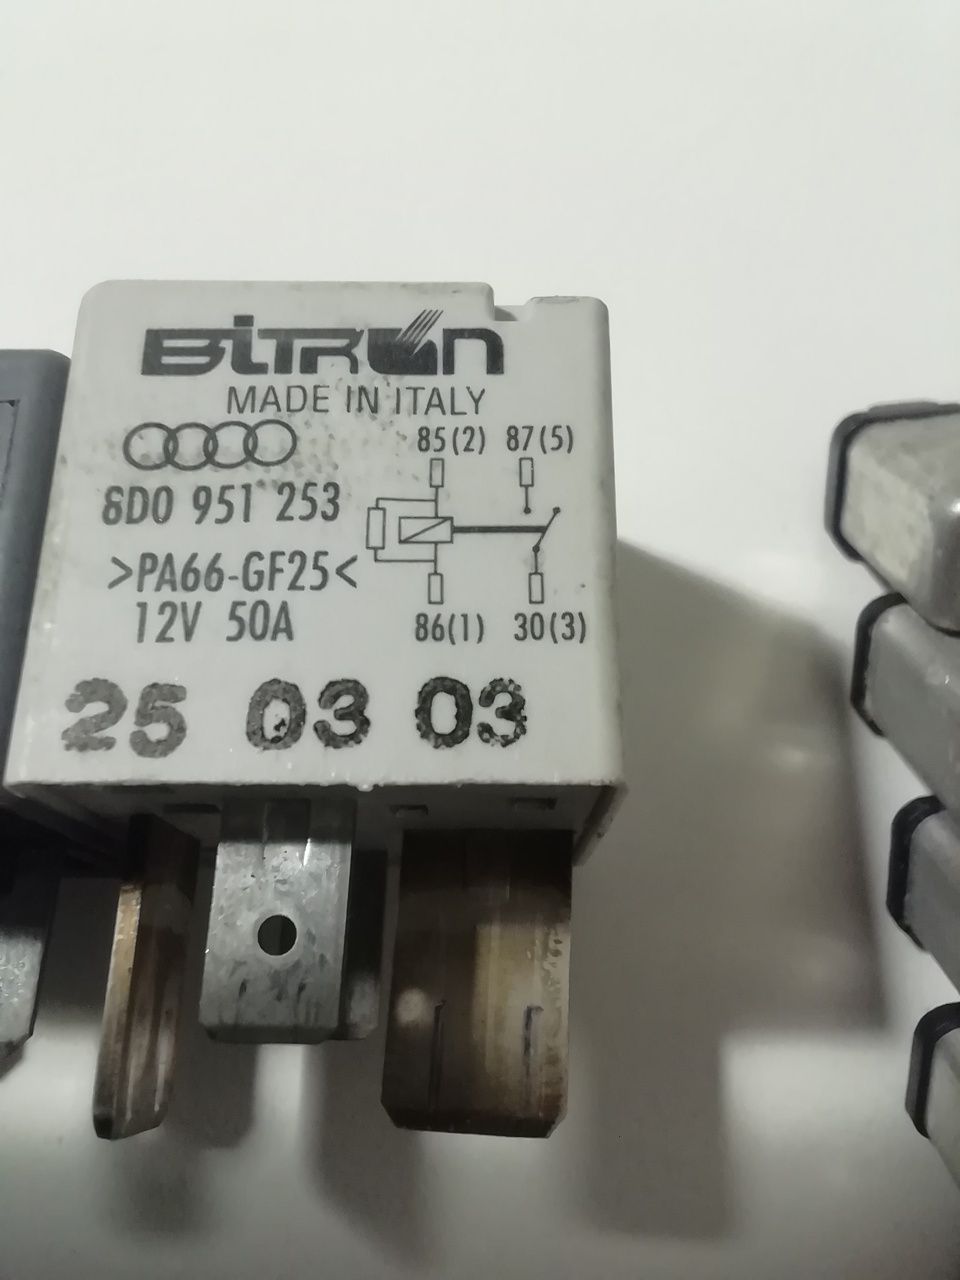 BITRON
MADE IN ITALY
85(2) 87(5)
8D0 951 253
>PA66-GF25<
12V 50A
86(1) 30(3)
25 03 03